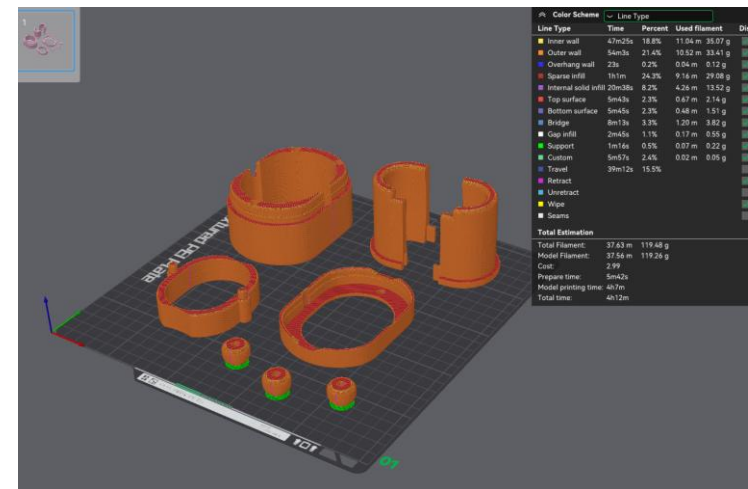 1
Color Scheme Line Type
Line Type Time Percent Used filament Dis
Inner wall 47m25s 18.8% 11.04 m 35.07 g
Outer wall 54m3s 21.4% 10.52 m 33.41 g
Overhang wall 23s 0.2% 0.04 m 0.12 g
Sparse infill 1h1m 24.3% 9.16 m 29.08 g
Internal solid infill 20m38s 8.2% 4.26 m 13.52 g
Top surface 5m43s 2.3% 0.67 m 2.14 g
Bottom surface 5m45s 2.3% 0.48 m 1.51 g
Bridge 8m13s 3.3% 1.20 m 3.82 g
Gap infill 2m45s 1.1% 0.17 m 0.55 g
Support 1m16s 0.5% 0.07 m 0.22 g
Custom 5m57s 2.4% 0.02 m 0.05 g
Travel 39m12s 15.5%
Retract
Unretract
Wipe
Seams
Total Estimation
Total Filament: 37.63 m 119.48 g
Model Filament: 37.56 m 119.26 g
Cost: 2.99
Prepare time: 5m42s
Model printing time: 4h7m
Total time: 4h12m
tured PEI Plate
01